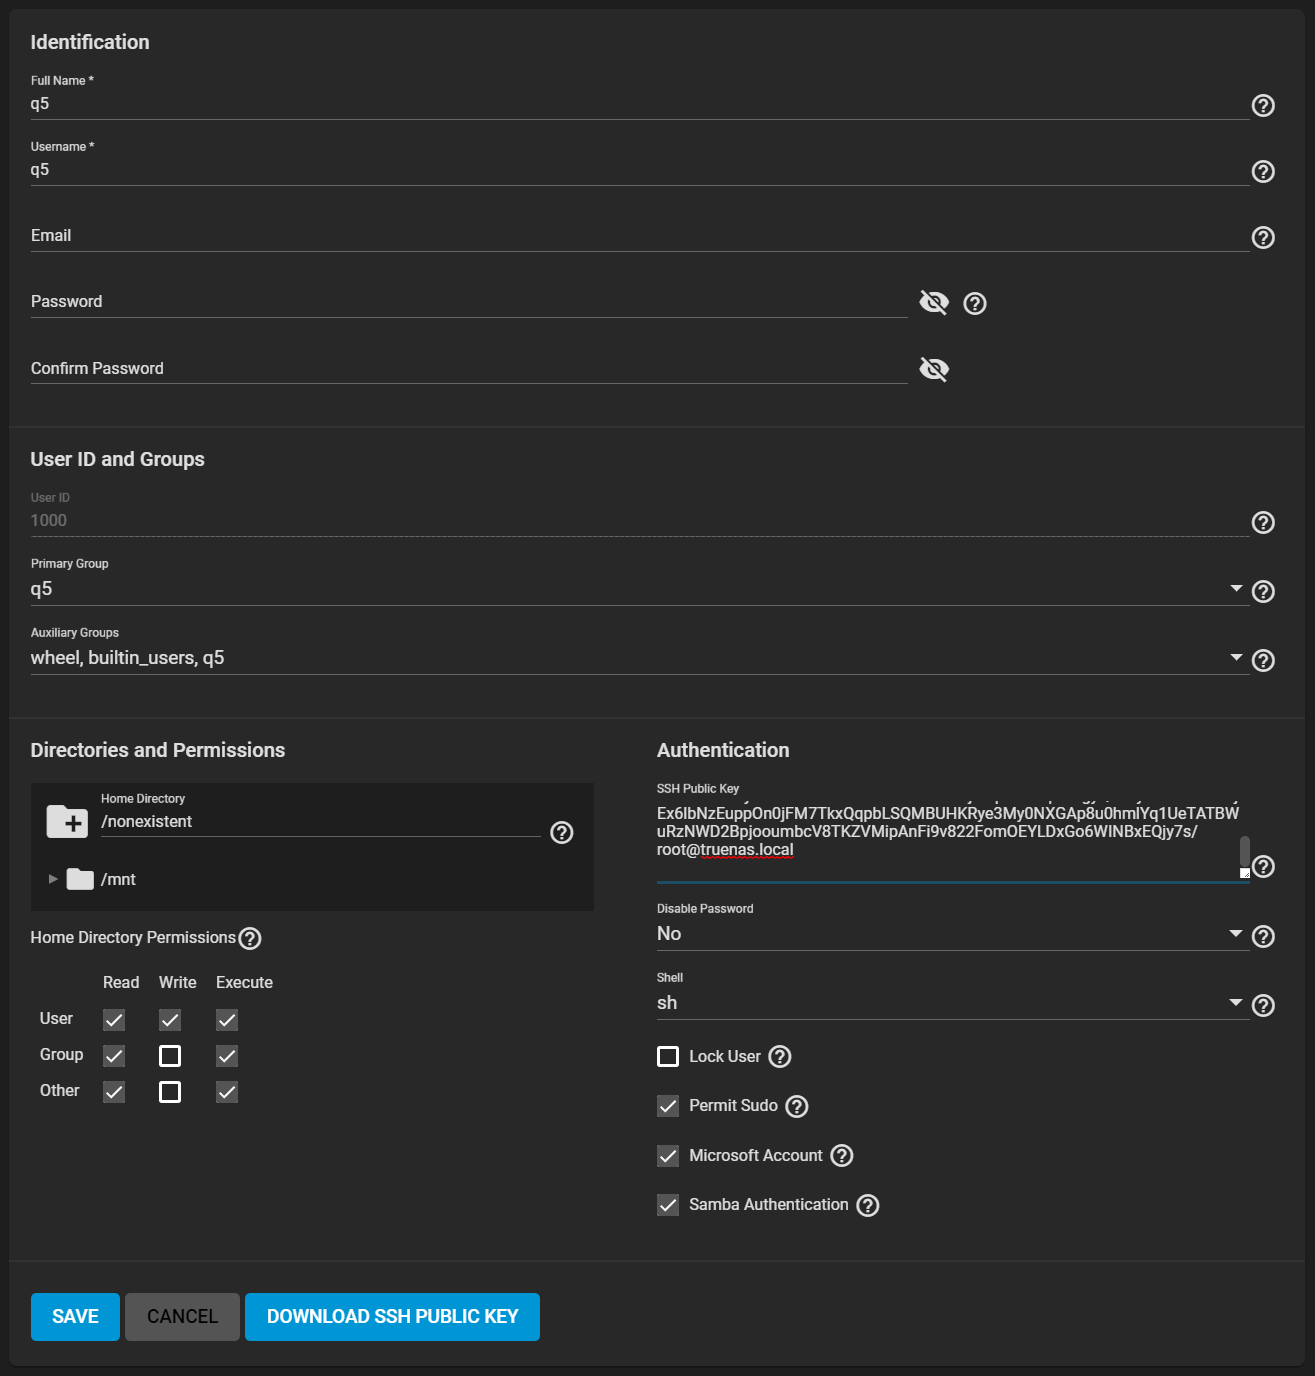 Identification
Full Name *
q5
Username *
q5
Email
Password
Confirm Password
User ID and Groups
User ID
1000
Primary Group
q5
Auxiliary Groups
wheel, builtin_users, q5
Directories and Permissions
Home Directory
/nonexistent
/mnt
Home Directory Permissions
Read Write Execute
User
Group
Other
Authentication
SSH Public Key
Ex6IbNzEuppOn0jFM7TkxQqpbLSQMBUHKRye3My0NXGAp8u0hmIYq1UeTATBW
uRzNWD2BpjooumbcV8TKZVMipAnFi9v822FomOEYLDxGo6WINBxEQjy7s/
root@truenas.local
Disable Password
No
Shell
sh
Lock User
Permit Sudo
Microsoft Account
Samba Authentication
SAVE CANCEL DOWNLOAD SSH PUBLIC KEY